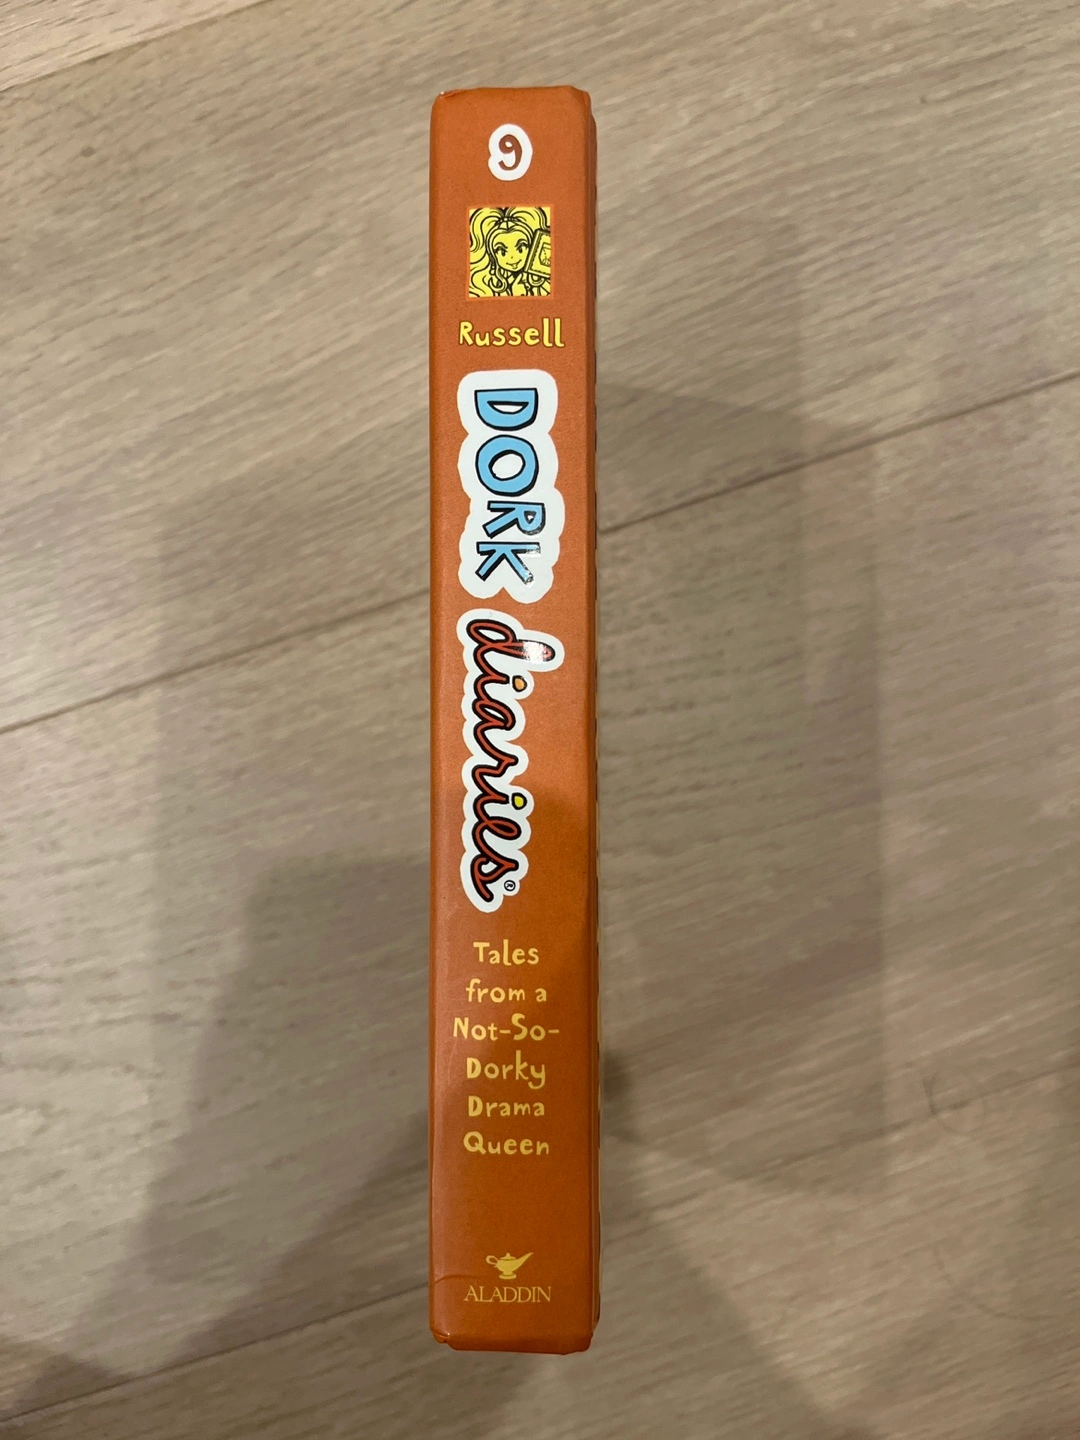 9
Russell
DORK
diaries®
Tales
from a
Not-So-
Dorky
Drama
Queen
ALADDIN